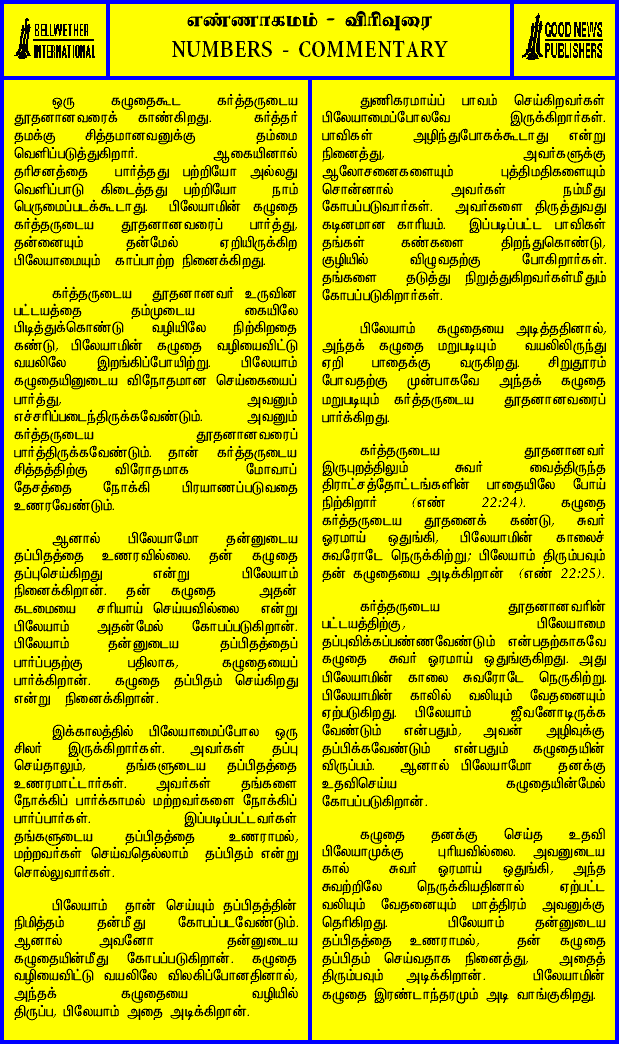 BELLWETHER
INTERNATIONAL
எண்ணாகமம் - விரிவுரை
NUMBERS - COMMENTARY
GOOD NEWS
PUBLISHERS
ஒரு கழுதைகூட கர்த்தருடைய
தூதனானவரைக் காண்கிறது. கர்த்தர்
தமக்கு சித்தமானவனுக்கு தம்மை
வெளிப்படுத்துகிறார். ஆகையினால்
தரிசனத்தை பார்த்தது பற்றியோ அல்லது
வெளிப்பாடு கிடைத்தது பற்றியோ நாம்
பெருமைப்படக்கூடாது. பிலேயாமின் கழுதை
கர்த்தருடைய தூதனானவரைப் பார்த்து,
தன்னையும் தன்மேல் ஏறியிருக்கிற
பிலேயாமையும் காப்பாற்ற நினைக்கிறது.
கர்த்தருடைய தூதனானவர் உருவின
பட்டயத்தை தம்முடைய கையிலே
பிடித்துக்கொண்டு வழியிலே நிற்கிறதை
கண்டு, பிலேயாமின் கழுதை வழியைவிட்டு
வயலிலே இறங்கிப்போயிற்று. பிலேயாம்
கழுதையினுடைய விநோதமான செய்கையைப்
பார்த்து, அவனும்
எச்சரிப்படைந்திருக்கவேண்டும். அவனும்
கர்த்தருடைய தூதனானவரைப்
பார்த்திருக்கவேண்டும். தான் கர்த்தருடைய
சித்தத்திற்கு விரோதமாக மோவாப்
தேசத்தை நோக்கி பிரயாணப்படுவதை
உணரவேண்டும்.
ஆனால் பிலேயாமோ தன்னுடைய
தப்பிதத்தை உணரவில்லை. தன் கழுதை
தப்புசெய்கிறது என்று பிலேயாம்
நினைக்கிறான். தன் கழுதை அதன்
கடமையை சரியாய் செய்யவில்லை என்று
பிலேயாம் அதன்மேல் கோபப்படுகிறான்.
பிலேயாம் தன்னுடைய தப்பிதத்தைப்
பார்ப்பதற்கு பதிலாக, கழுதையைப்
பார்க்கிறான். கழுதை தப்பிதம் செய்கிறது
என்று நினைக்கிறான்.
இக்காலத்தில் பிலேயாமைப்போல ஒரு
சிலர் இருக்கிறார்கள். அவர்கள் தப்பு
செய்தாலும், தங்களுடைய தப்பிதத்தை
உணரமாட்டார்கள். அவர்கள் தங்களை
நோக்கிப் பார்க்காமல் மற்றவர்களை நோக்கிப்
பார்ப்பார்கள். இப்படிப்பட்டவர்கள்
தங்களுடைய தப்பிதத்தை உணராமல்,
மற்றவர்கள் செய்வதெல்லாம் தப்பிதம் என்று
சொல்லுவார்கள்.
பிலேயாம் தான் செய்யும் தப்பிதத்தின்
நிமித்தம் தன்மீது கோபப்படவேண்டும்.
ஆனால் அவனோ தன்னுடைய
கழுதையின்மீது கோபப்படுகிறான். கழுதை
வழியைவிட்டு வயலிலே விலகிப்போனதினால்,
அந்தக் கழுதையை வழியில்
திருப்ப, பிலேயாம் அதை அடிக்கிறான்.
துணிகரமாய்ப் பாவம் செய்கிறவர்கள்
பிலேயாமைப்போலவே இருக்கிறார்கள்.
பாவிகள் அழிந்துபோகக்கூடாது என்று
நினைத்து, அவர்களுக்கு
ஆலோசனைகளையும் புத்திமதிகளையும்
சொன்னால் அவர்கள் நம்மீது
கோபப்படுவார்கள். அவர்களை திருத்துவது
கடினமான காரியம். இப்படிப்பட்ட பாவிகள்
தங்கள் கண்களை திறந்துகொண்டு,
குழியில் விழுவதற்கு போகிறார்கள்.
தங்களை தடுத்து நிறுத்துகிறவர்கள்மீதும்
கோபப்படுகிறார்கள்.
பிலேயாம் கழுதையை அடித்ததினால்,
அந்தக் கழுதை மறுபடியும் வயலிலிருந்து
ஏறி பாதைக்கு வருகிறது. சிறுதூரம்
போவதற்கு முன்பாகவே அந்தக் கழுதை
மறுபடியும் கர்த்தருடைய தூதனானவரைப்
பார்க்கிறது.
கர்த்தருடைய தூதனானவர்
இருபுறத்திலும் சுவர் வைத்திருந்த
திராட்சத்தோட்டங்களின் பாதையிலே போய்
நிற்கிறார் (எண் 22:24). கழுதை
கர்த்தருடைய தூதனைக் கண்டு, சுவர்
ஓரமாய் ஒதுங்கி, பிலேயாமின் காலைச்
சுவரோடே நெருக்கிற்று; பிலேயாம் திரும்பவும்
தன் கழுதையை அடிக்கிறான் (எண் 22:25).
கர்த்தருடைய தூதனானவரின்
பட்டயத்திற்கு, பிலேயாமை
தப்புவிக்கப்பண்ணவேண்டும் என்பதற்காகவே
கழுதை சுவர் ஓரமாய் ஒதுங்குகிறது. அது
பிலேயாமின் காலை சுவரோடே நெருகிற்று.
பிலேயாமின் காலில் வலியும் வேதனையும்
ஏற்படுகிறது. பிலேயாம் ஜீவனோடிருக்க
வேண்டும் என்பதும், அவன் அழிவுக்கு
தப்பிக்கவேண்டும் என்பதும் கழுதையின்
விருப்பம். ஆனால் பிலேயாமோ தனக்கு
உதவிசெய்ய கழுதையின்மேல்
கோபப்படுகிறான்.
கழுதை தனக்கு செய்த உதவி
பிலேயாமுக்கு புரியவில்லை. அவனுடைய
கால் சுவர் ஓரமாய் ஒதுங்கி, அந்த
சுவற்றிலே நெருக்கியதினால் ஏற்பட்ட
வலியும் வேதனையும் மாத்திரம் அவனுக்கு
தெரிகிறது. பிலேயாம் தன்னுடைய
தப்பிதத்தை உணராமல், தன் கழுதை
தப்பிதம் செய்வதாக நினைத்து, அதைத்
திரும்பவும் அடிக்கிறான். பிலேயாமின்
கழுதை இரண்டாந்தரமும் அடி வாங்குகிறது.